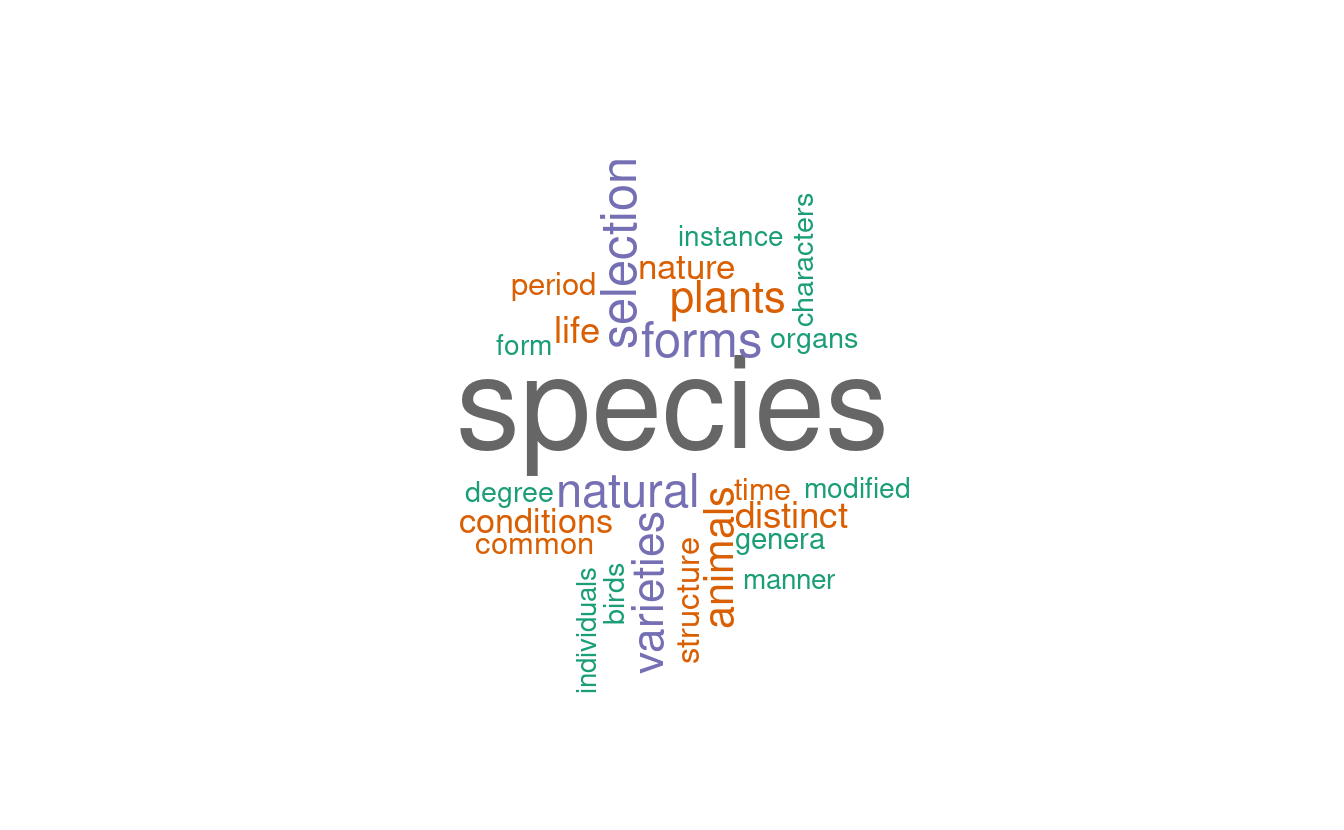 selection
characters
instance
nature
period
plants
life
forms
organs
form
species
natural
degree
time
modified
animals
conditions
distinct
varieties
common
genera
structure
birds
individuals
manner